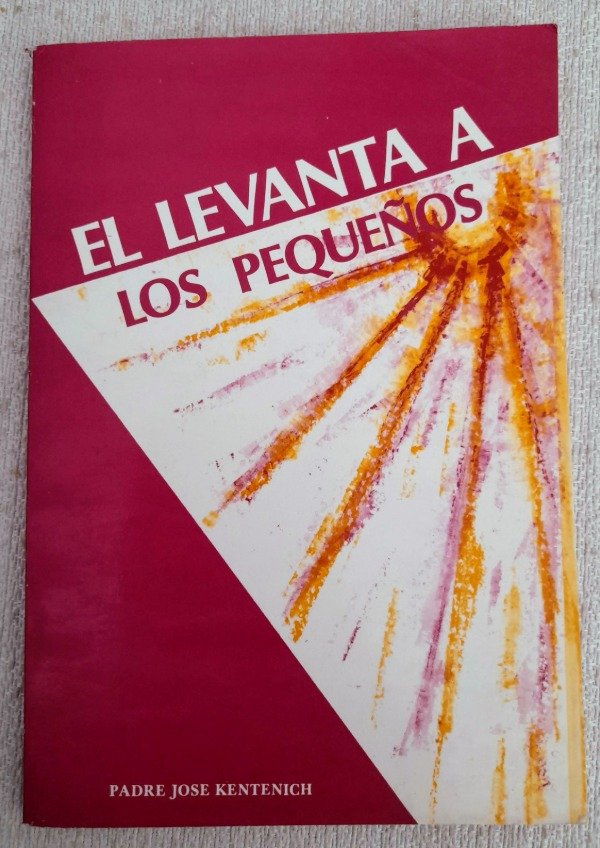 EL LEVANTA A
LOS PEQUEÑOS
PADRE JOSE KENTENICH